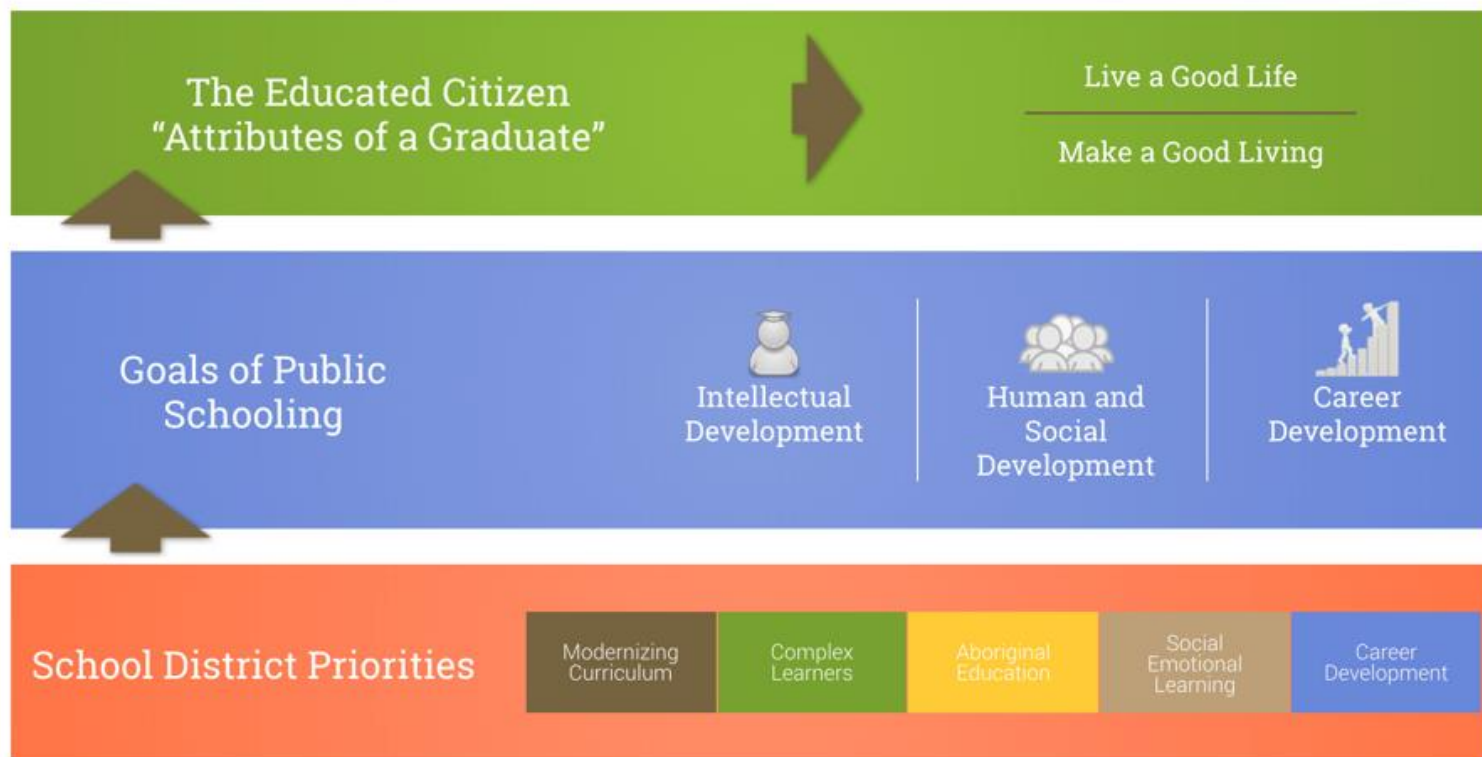 The Educated Citizen
“Attributes of a Graduate”
Live a Good Life
Make a Good Living
Goals of Public
Schooling
Intellectual
Development
Human and
Social
Development
Career
Development
School District Priorities
Modernizing
Curriculum
Complex
Learners
Aboriginal
Education
Social
Emotional
Learning
Career
Development